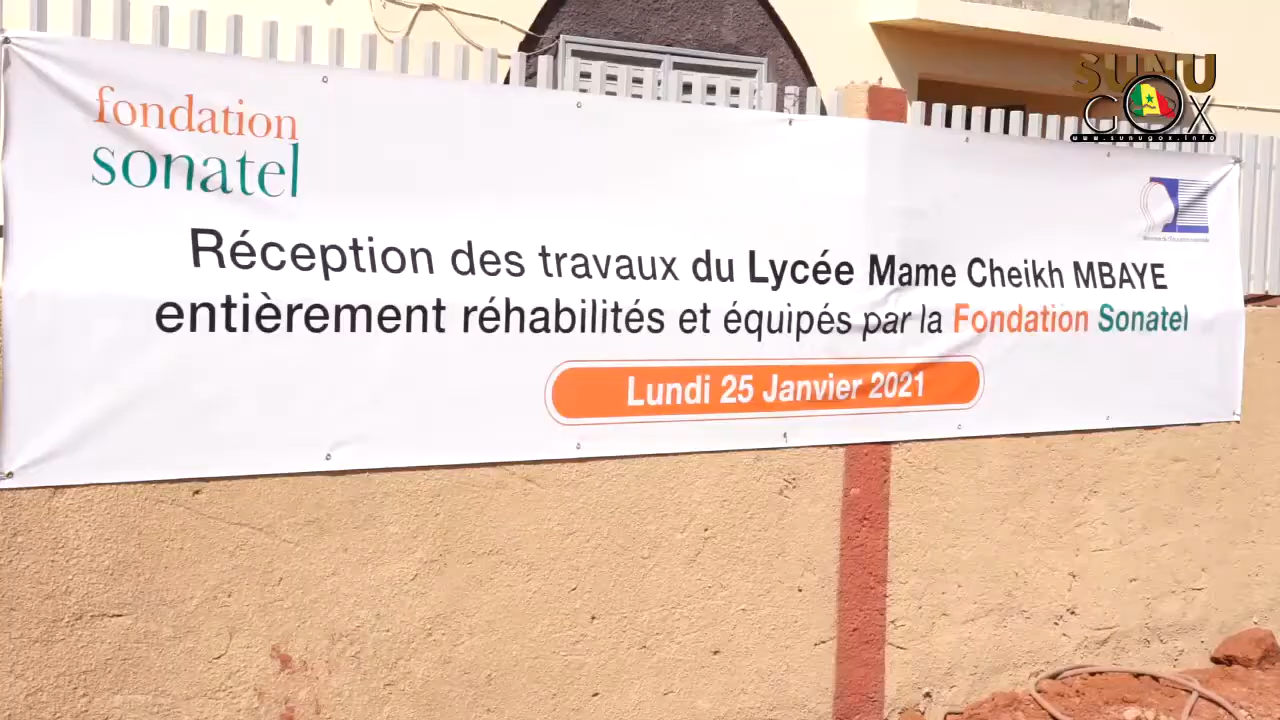 SUNU
GOX
www.sunugox.info
fondation
sonatel
Réception des travaux du Lycée Mame Cheikh MBAYE
entièrement réhabilités et équipés par la Fondation Sonatel
Lundi 25 Janvier 2021